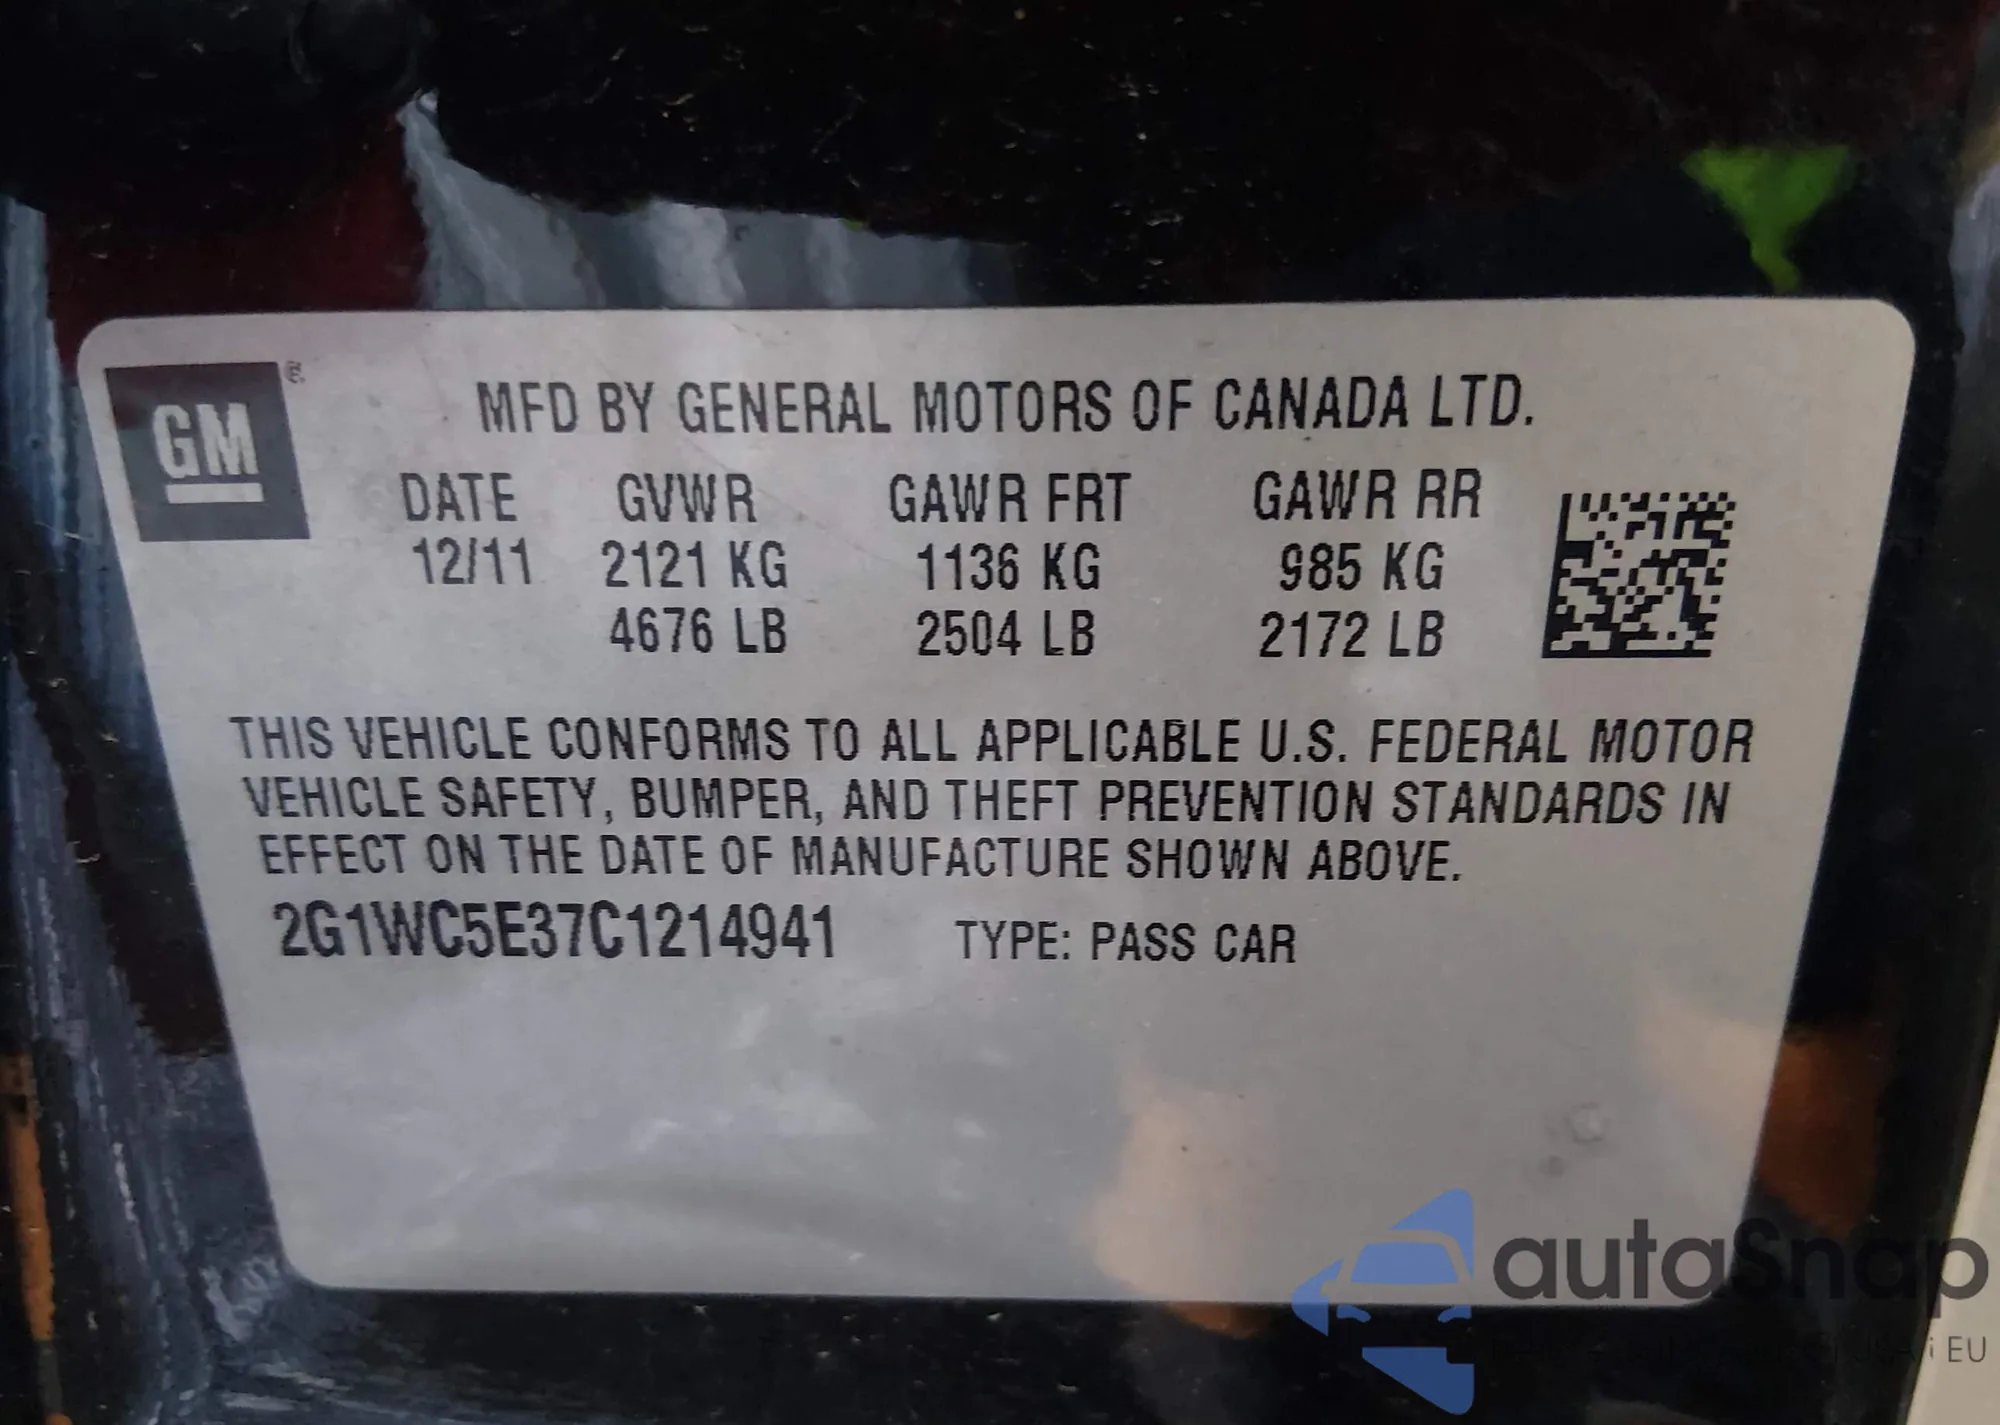 GM ®
MFD BY GENERAL MOTORS OF CANADA LTD.
DATE GVWR GAWR FRT GAWR RR
12/11 2121 KG 1136 KG 985 KG
4676 LB 2504 LB 2172 LB
THIS VEHICLE CONFORMS TO ALL APPLICABLE U.S. FEDERAL MOTOR
VEHICLE SAFETY, BUMPER, AND THEFT PREVENTION STANDARDS IN
EFFECT ON THE DATE OF MANUFACTURE SHOWN ABOVE.
2G1WC5E37C1214941 TYPE: PASS CAR
autaSnap
i EU